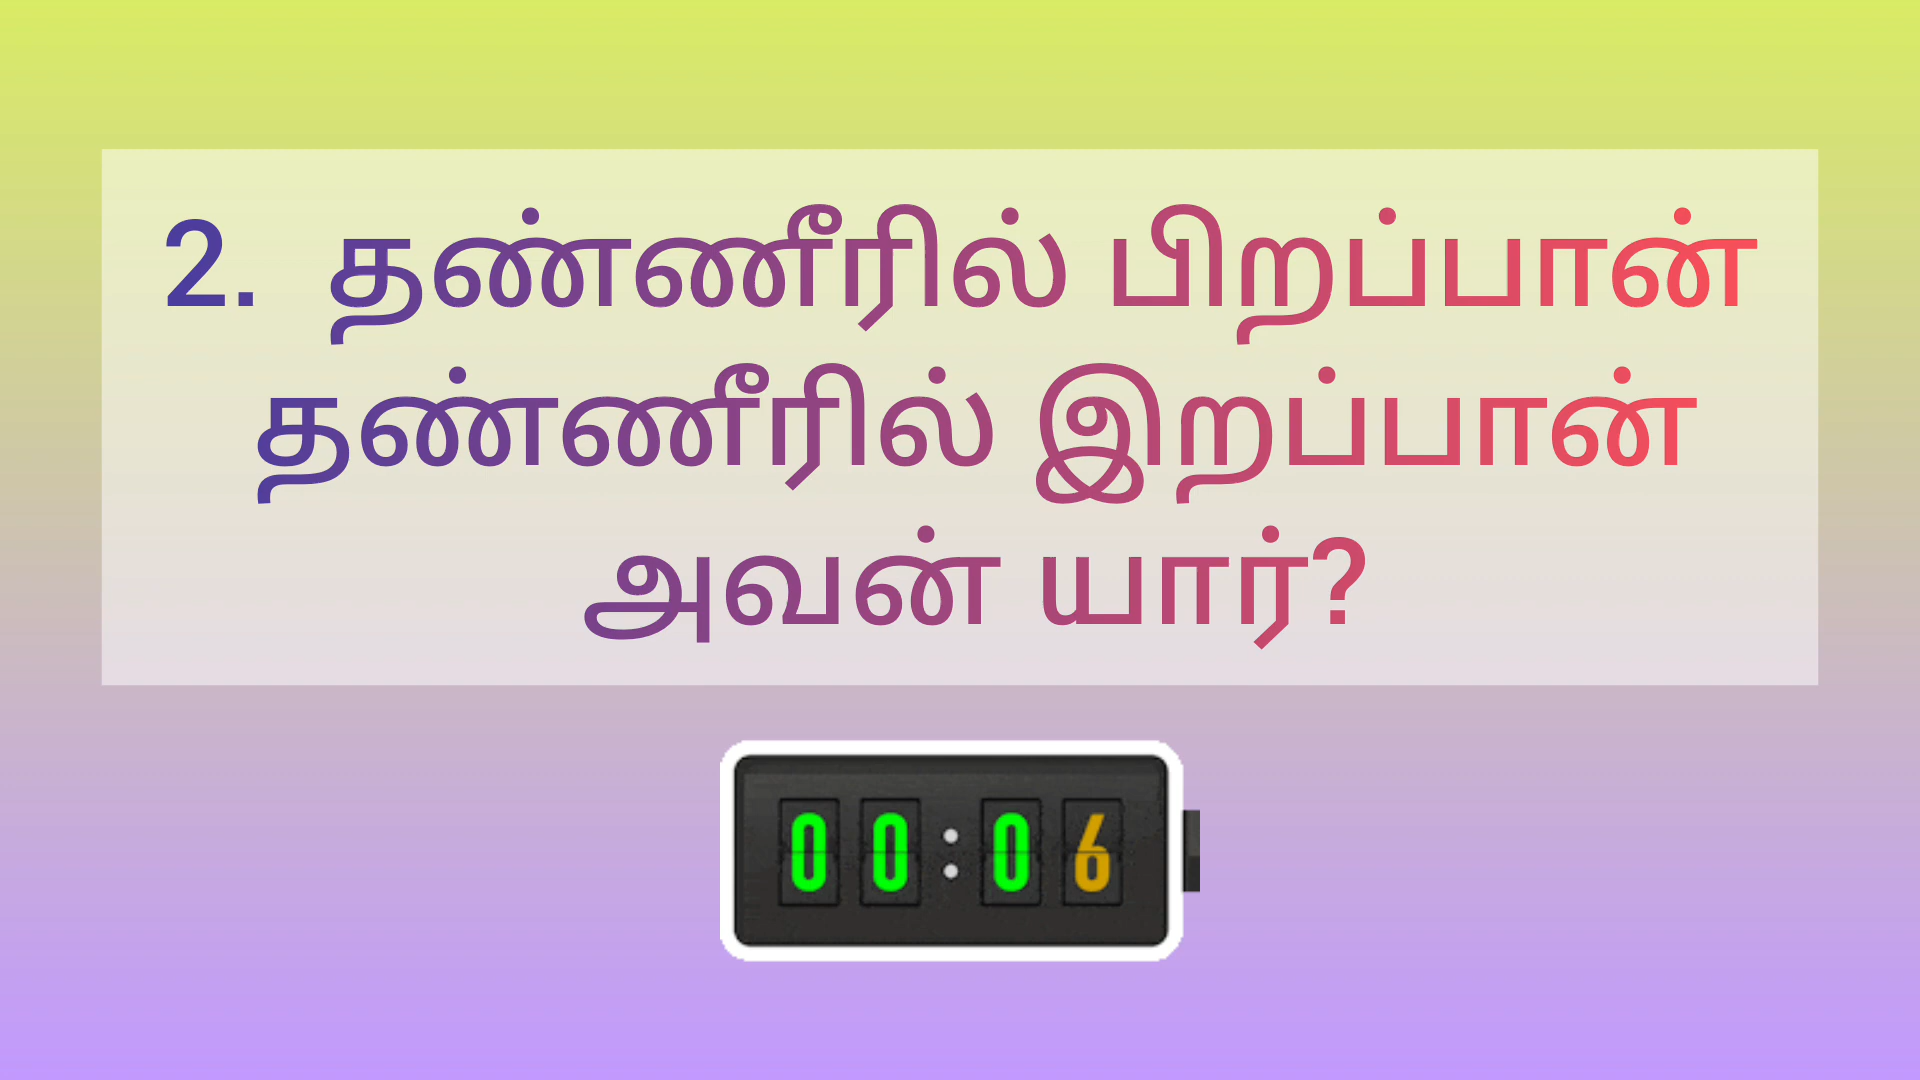 2. தண்ணீரில் பிறப்பான்
தண்ணீரில் இறப்பான்
அவன் யார்?
00:06